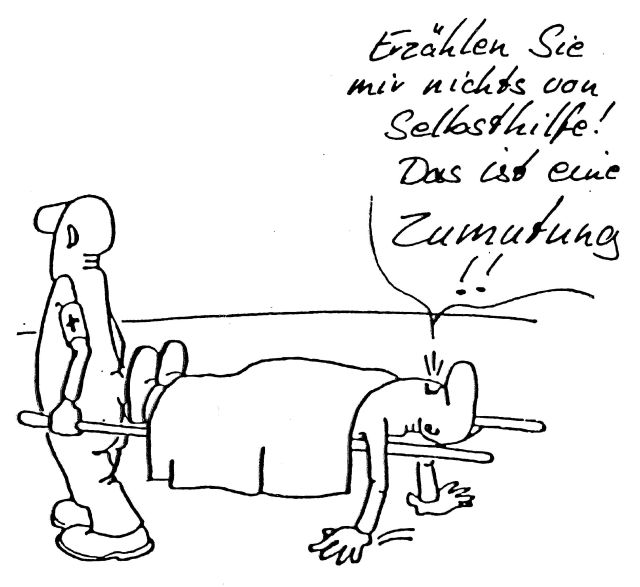 Erzählen Sie
mir nichts von
Selbsthilfe!
Das ist eine
Zumutung
!!